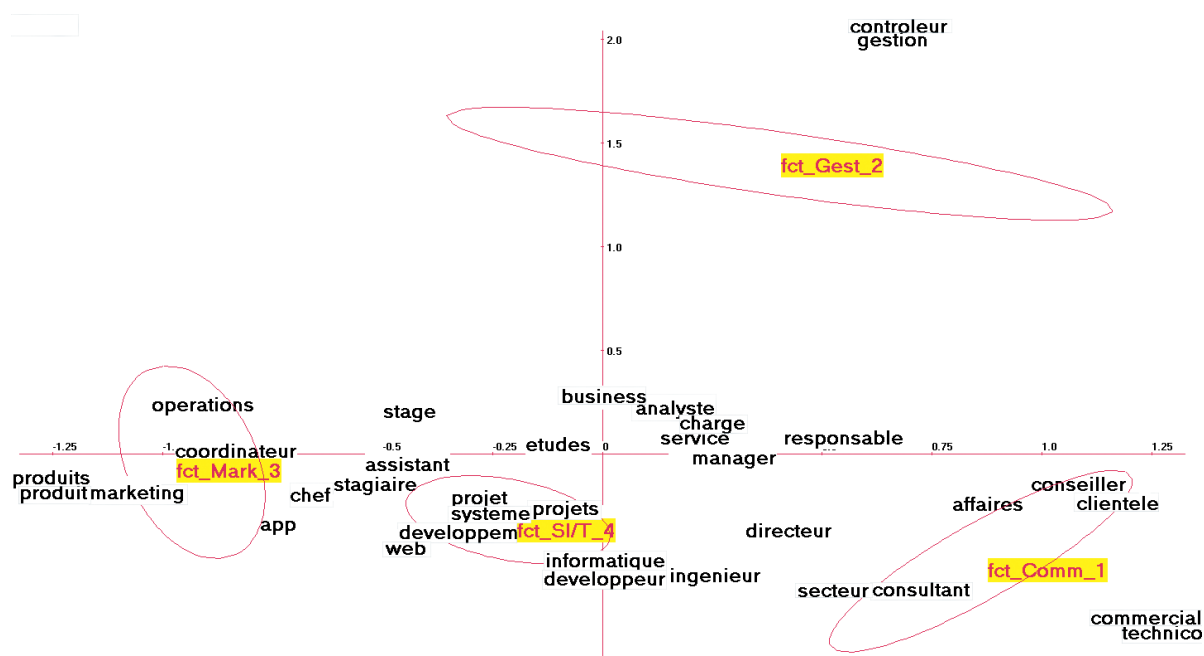 controleur
2.0
gestion
1.5
fct_Gest_2
1.0
0.5
business
operations
analyste
stage
charge
service
responsable
etudes
-1.25
-1.
-0.5
-0.25
0
0.75
1.0
1.25
coordinateur
manager
assistant
fct_Mark_3
produits
stagiaire
conseiller
produit marketing
chef
projet
affaires
clientele
systeme
projets
app
developpem
fct_SI/T_4
directeur
web
informatique
fct_Comm_1
developpeur
ingenieur
secteur
consultant
commercial
technico